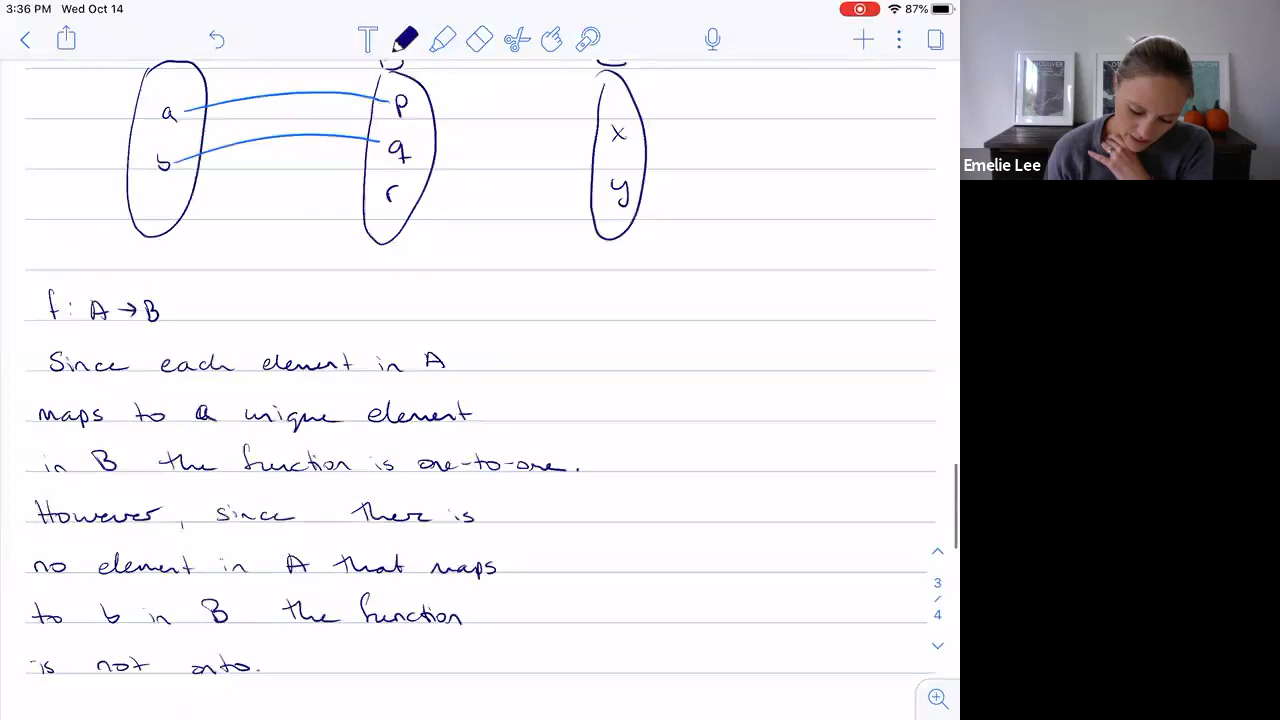 3:36 PM Wed Oct 14
87%
T
a
b
p
q
r
x
y
VANCOUVER
Emelie Lee
f: A → B
Since each element in A
maps to a unique element
in B the function is one-to-one.
However, since there is
no element in A that maps
to b in B the function
is not onto.
3
/
4